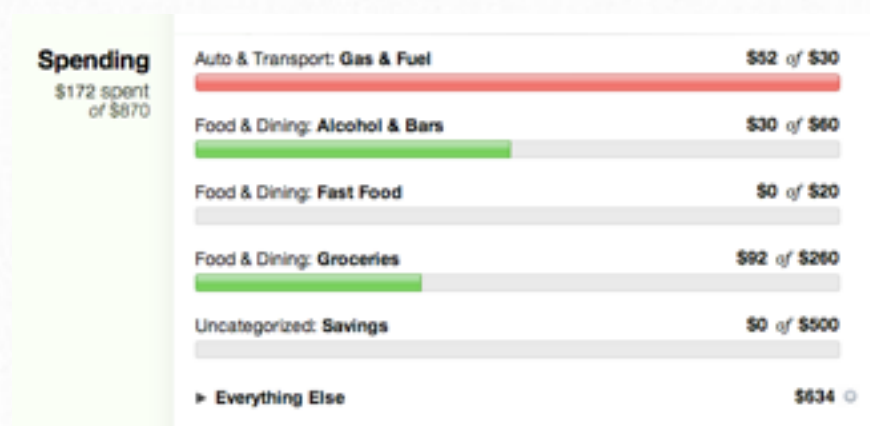 Spending
$172 spent
of $870
Auto & Transport: Gas & Fuel $52 of $30
Food & Dining: Alcohol & Bars $30 of $60
Food & Dining: Fast Food $0 of $20
Food & Dining: Groceries $92 of $260
Uncategorized: Savings $0 of $500
Everything Else $634